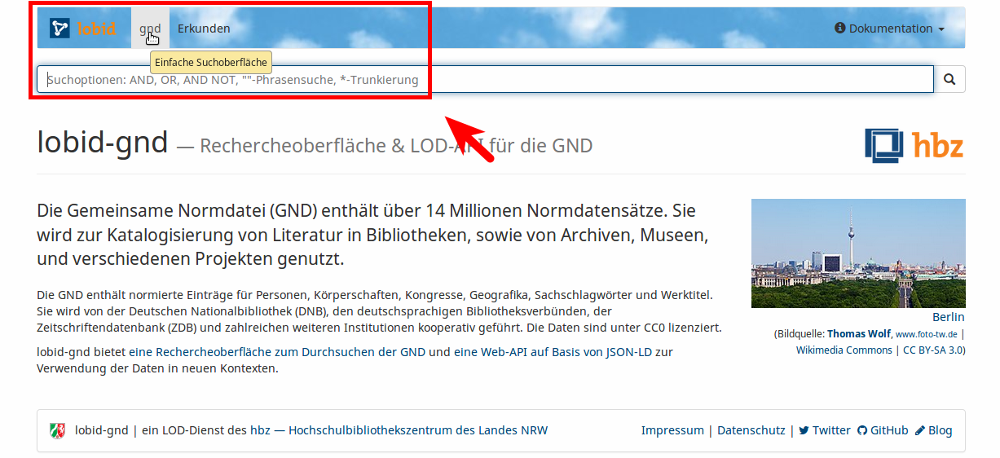 lobid gnd Erkunden Dokumentation
Einfache Suchoberfläche
Suchoptionen: AND, OR, AND NOT, ""-Phrasensuche, *-Trunkierung
lobid-gnd — Rechercheoberfläche & LOD-API für die GND
hbz
Die Gemeinsame Normdatei (GND) enthält über 14 Millionen Normdatensätze. Sie
wird zur Katalogisierung von Literatur in Bibliotheken, sowie von Archiven, Museen,
und verschiedenen Projekten genutzt.
Die GND enthält normierte Einträge für Personen, Körperschaften, Kongresse, Geografika, Sachschlagwörter und Werktitel.
Sie wird von der Deutschen Nationalbibliothek (DNB), den deutschsprachigen Bibliotheksverbünden, der
Zeitschriftendatenbank (ZDB) und zahlreichen weiteren Institutionen kooperativ geführt. Die Daten sind unter CC0 lizenziert.
lobid-gnd bietet eine Rechercheoberfläche zum Durchsuchen der GND und eine Web-API auf Basis von JSON-LD zur
Verwendung der Daten in neuen Kontexten.
Berlin
(Bildquelle: Thomas Wolf, www.foto-tw.de |
Wikimedia Commons | CC BY-SA 3.0)
lobid-gnd | ein LOD-Dienst des hbz — Hochschulbibliothekszentrum des Landes NRW
Impressum | Datenschutz | Twitter GitHub Blog